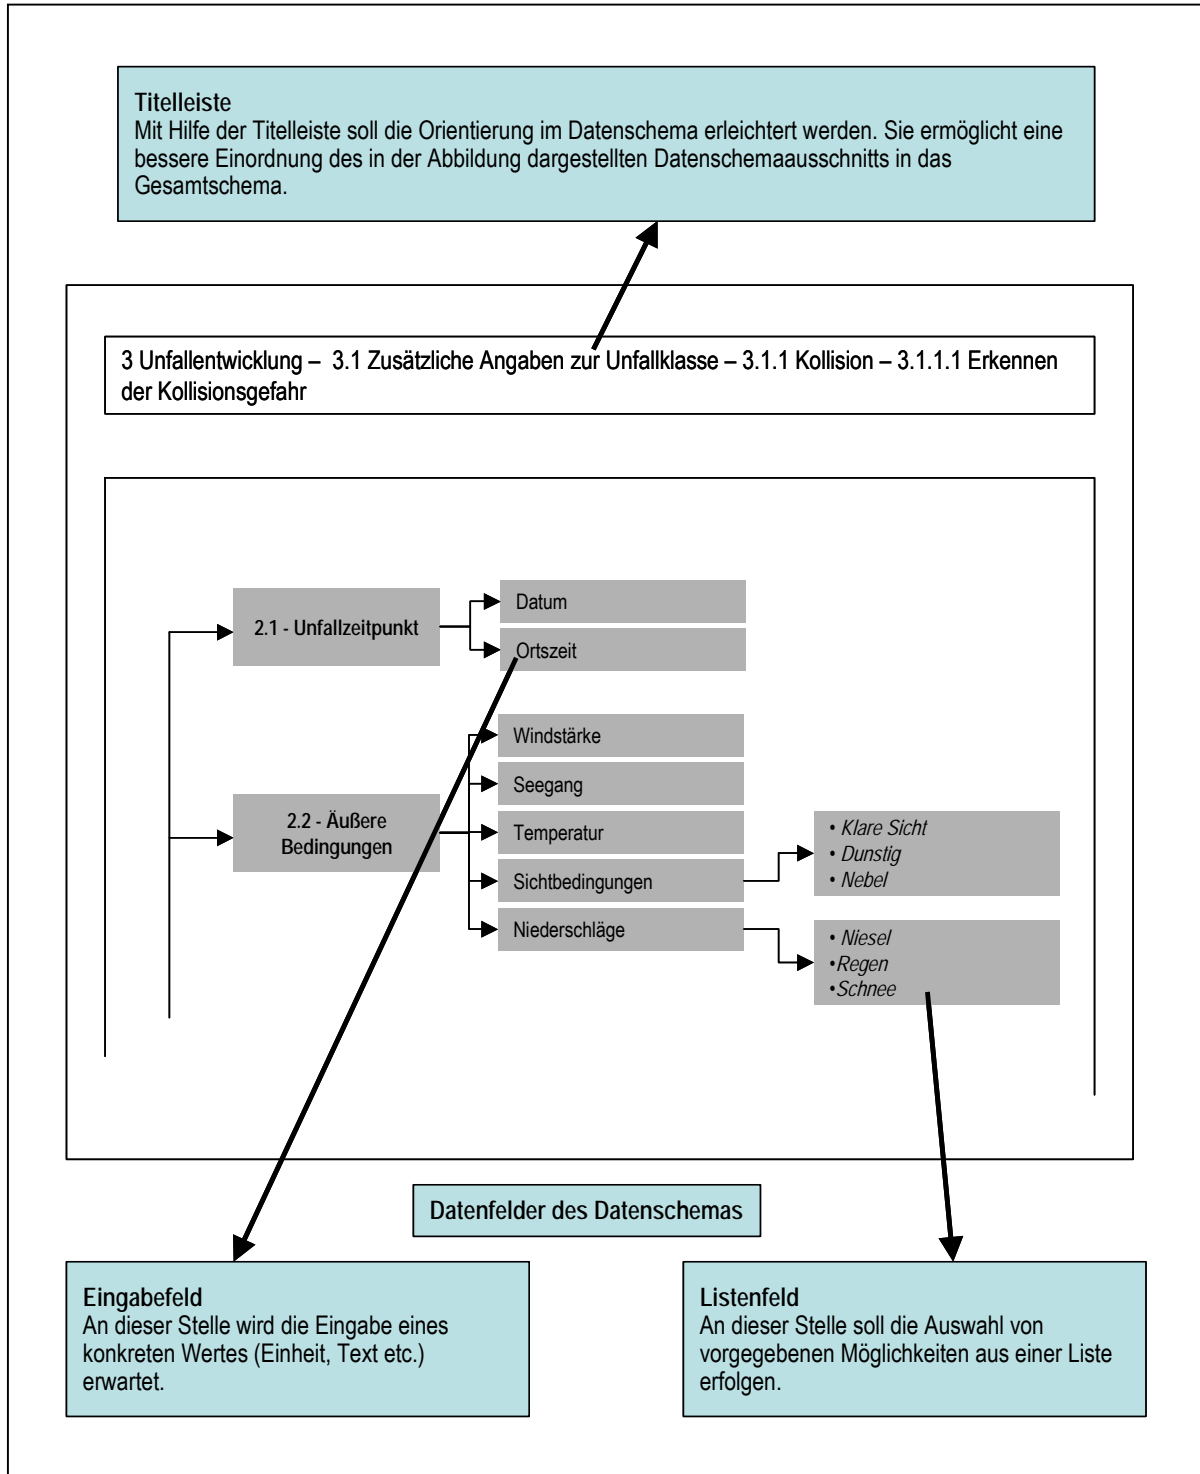 Titelleiste
Mit Hilfe der Titelleiste soll die Orientierung im Datenschema erleichtert werden. Sie ermöglicht eine
bessere Einordnung des in der Abbildung dargestellten Datenschemaausschnitts in das
Gesamtschema.
3 Unfallentwicklung – 3.1 Zusätzliche Angaben zur Unfallklasse – 3.1.1 Kollision – 3.1.1.1 Erkennen
der Kollisionsgefahr
2.1 - Unfallzeitpunkt
Datum
Ortszeit
2.2 - Äußere
Bedingungen
Windstärke
Seegang
Temperatur
Sichtbedingungen
Niederschläge
• Klare Sicht
• Dunstig
• Nebel
• Niesel
•Regen
•Schnee
Datenfelder des Datenschemas
Eingabefeld
An dieser Stelle wird die Eingabe eines
konkreten Wertes (Einheit, Text etc.)
erwartet.
Listenfeld
An dieser Stelle soll die Auswahl von
vorgegebenen Möglichkeiten aus einer Liste
erfolgen.